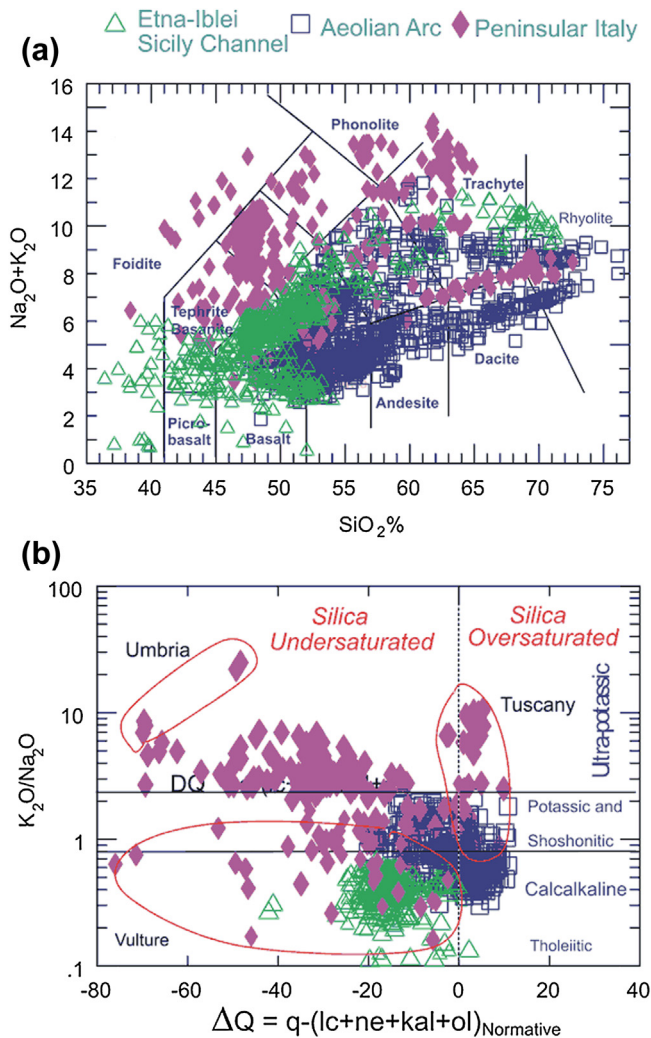 Etna-Iblei
Sicily Channel
Aeolian Arc
Peninsular Italy
(a)
16
14
12
10
8
6
4
2
0
Na2O+K2O
Phonolite
Trachyte
Rhyolite
Foidite
Tephrite
Basanite
Dacite
Andesite
Picro-
basalt
Basalt
35 40 45 50 55 60 65 70 75
SiO2%
(b)
100
10
1
.1
K2O/Na2O
Silica
Undersaturated
Silica
Oversaturated
Umbria
Tuscany
Ultra-potassic
DQ
Potassic and
Shoshonitic
Calcalkaline
Vulture
Tholeiitic
-80 -60 -40 -20 0 20 40
ΔQ = q-(lc+ne+kal+ol)Normative